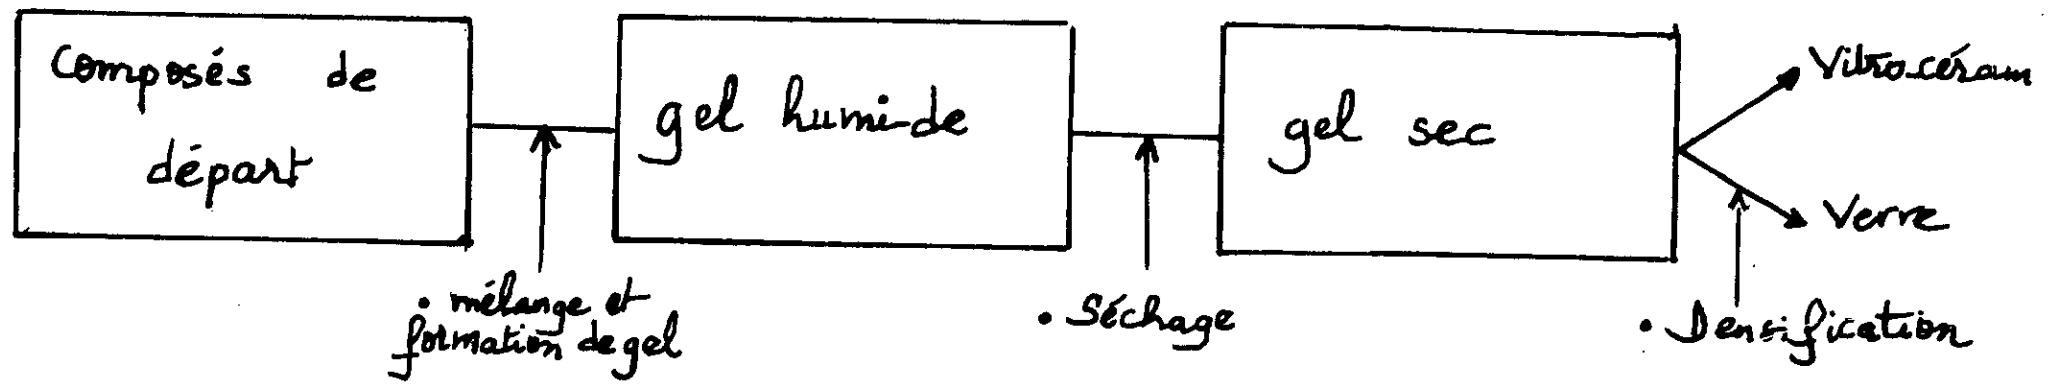 Composés de
départ
gel humide
gel sec
Vitrocéram
Verre
• mélange et
formation de gel
• Séchage
• Densification